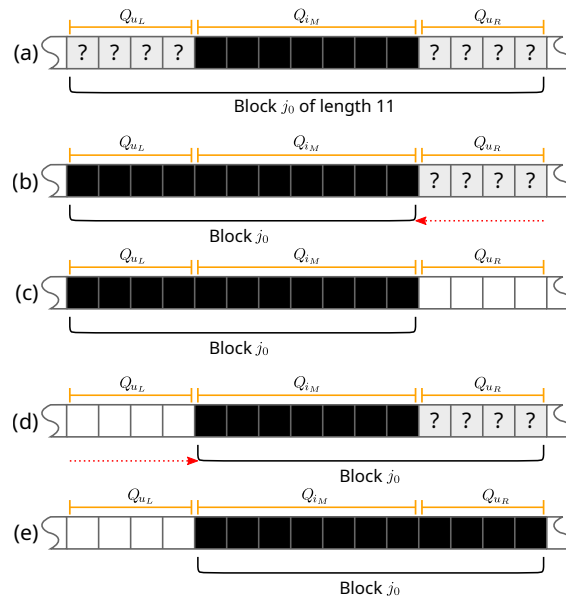 Q_{u_L} Q_{i_M} Q_{u_R}
(a) ? ? ? ? ? ? ? ?
Block j_0 of length 11
Q_{u_L} Q_{i_M} Q_{u_R}
(b) ? ? ? ?
Block j_0
Q_{u_L} Q_{i_M} Q_{u_R}
(c)
Block j_0
Q_{u_L} Q_{i_M} Q_{u_R}
(d) ? ? ? ?
Block j_0
Q_{u_L} Q_{i_M} Q_{u_R}
(e)
Block j_0